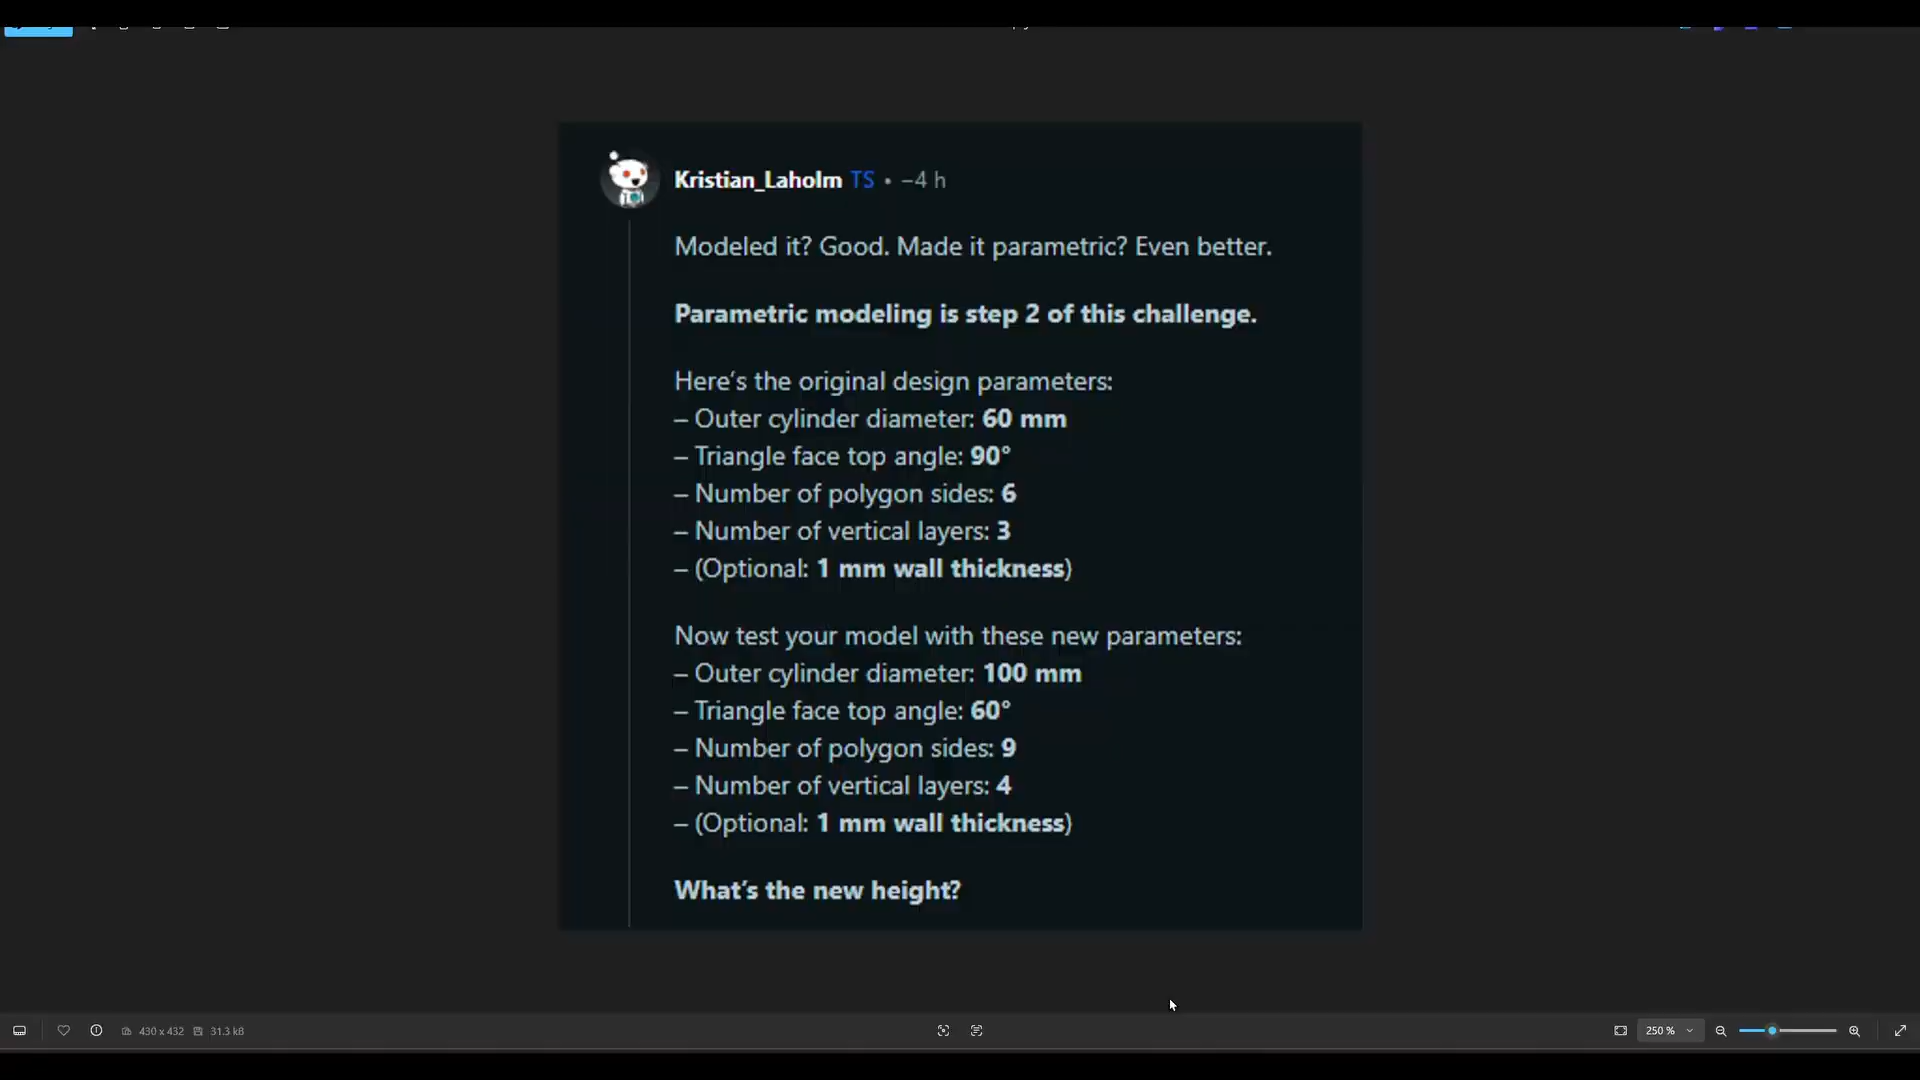 Kristian_Laholm TS • −4 h
Modeled it? Good. Made it parametric? Even better.
Parametric modeling is step 2 of this challenge.
Here’s the original design parameters:
– Outer cylinder diameter: 60 mm
– Triangle face top angle: 90°
– Number of polygon sides: 6
– Number of vertical layers: 3
– (Optional: 1 mm wall thickness)
Now test your model with these new parameters:
– Outer cylinder diameter: 100 mm
– Triangle face top angle: 60°
– Number of polygon sides: 9
– Number of vertical layers: 4
– (Optional: 1 mm wall thickness)
What’s the new height?
430 x 432 31.3 kB 250 %